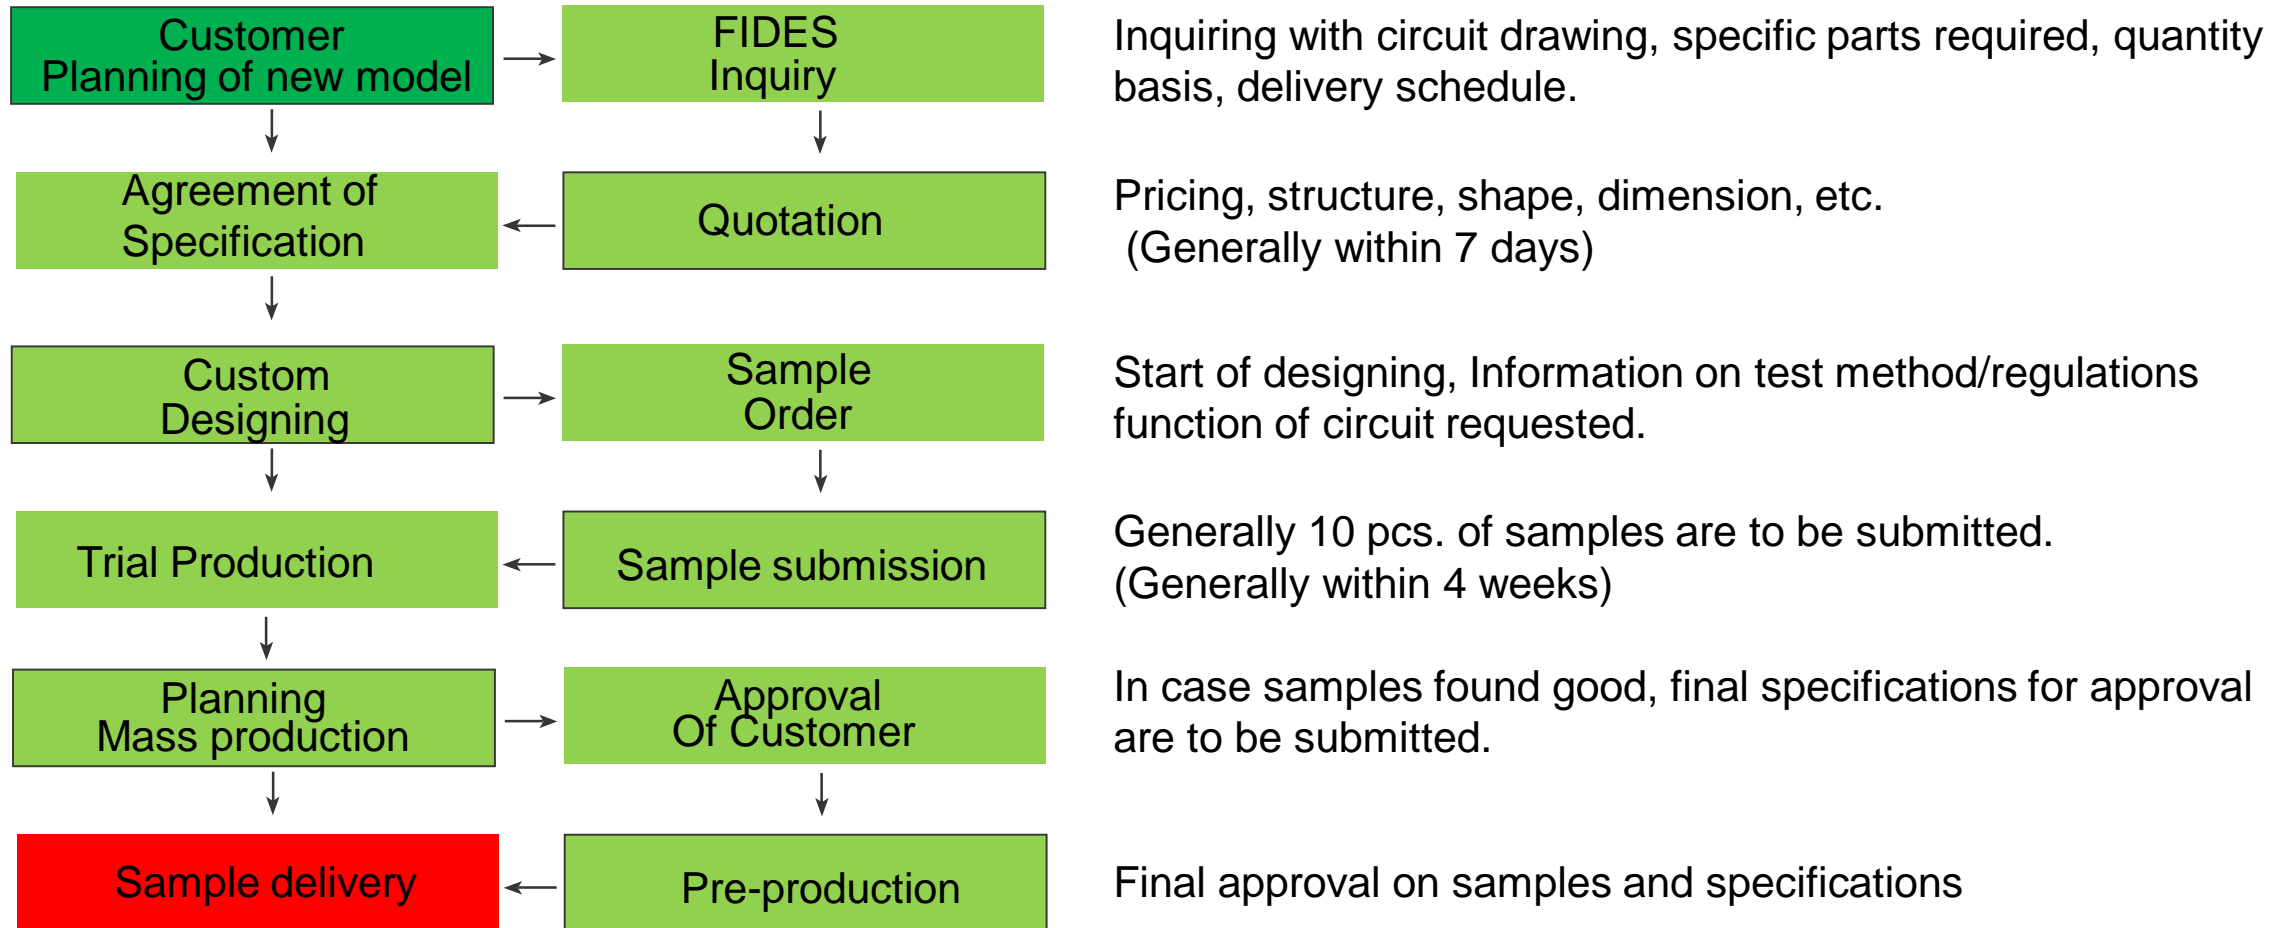 Customer
Planning of new model
FIDES
Inquiry
Inquiring with circuit drawing, specific parts required, quantity
basis, delivery schedule.
Agreement of
Specification
Quotation
Pricing, structure, shape, dimension, etc.
(Generally within 7 days)
Custom
Designing
Sample
Order
Start of designing, Information on test method/regulations
function of circuit requested.
Trial Production
Sample submission
Generally 10 pcs. of samples are to be submitted.
(Generally within 4 weeks)
Planning
Mass production
Approval
Of Customer
In case samples found good, final specifications for approval
are to be submitted.
Sample delivery
Pre-production
Final approval on samples and specifications